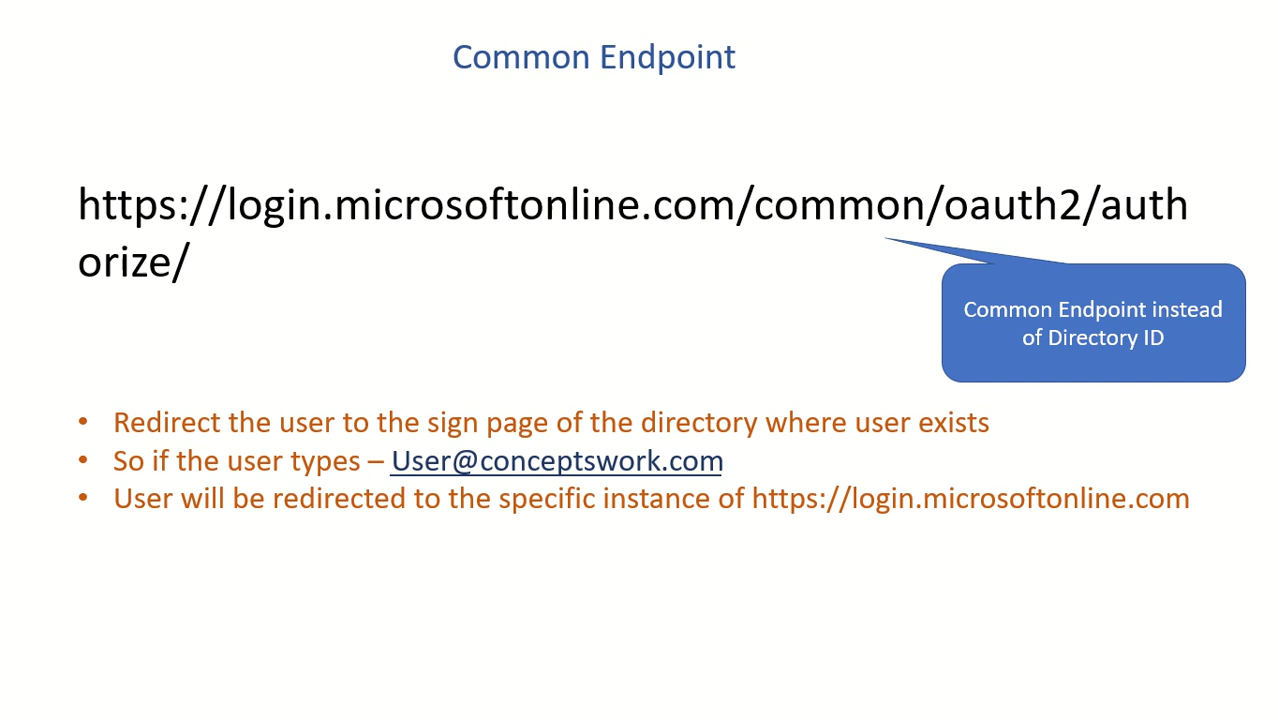 Common Endpoint
https://login.microsoftonline.com/common/oauth2/auth
orize/
Common Endpoint instead
of Directory ID
• Redirect the user to the sign page of the directory where user exists
• So if the user types – User@conceptswork.com
• User will be redirected to the specific instance of https://login.microsoftonline.com